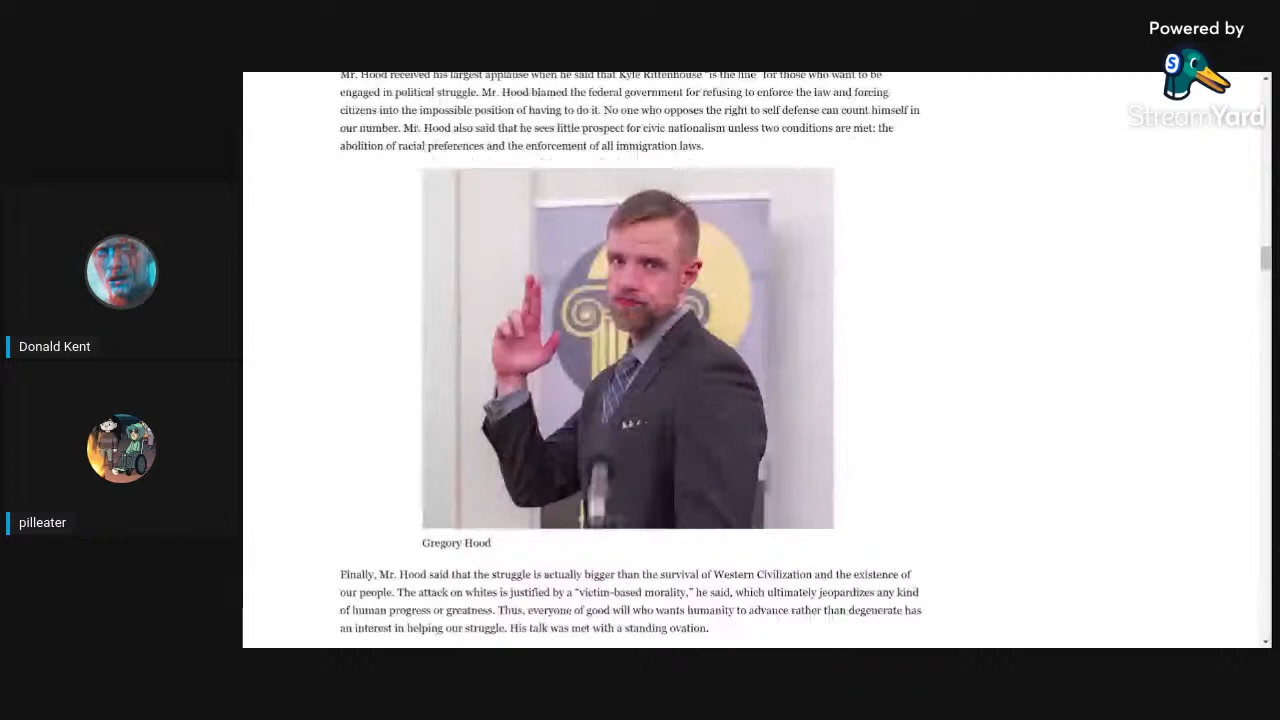 Powered by
StreamYard
Mr. Hood received his largest applause when he said that Kyle Rittenhouse "is the line" for those who want to be
engaged in political struggle. Mr. Hood blamed the federal government for refusing to enforce the law and forcing
citizens into the impossible position of having to do it. No one who opposes the right to self defense can count himself in
our number. Mr. Hood also said that he sees little prospect for civic nationalism unless two conditions are met: the
abolition of racial preferences and the enforcement of all immigration laws.
Donald Kent
pilleater
Gregory Hood
Finally, Mr. Hood said that the struggle is actually bigger than the survival of Western Civilization and the existence of
our people. The attack on whites is justified by a "victim-based morality," he said, which ultimately jeopardizes any kind
of human progress or greatness. Thus, everyone of good will who wants humanity to advance rather than degenerate has
an interest in helping our struggle. His talk was met with a standing ovation.